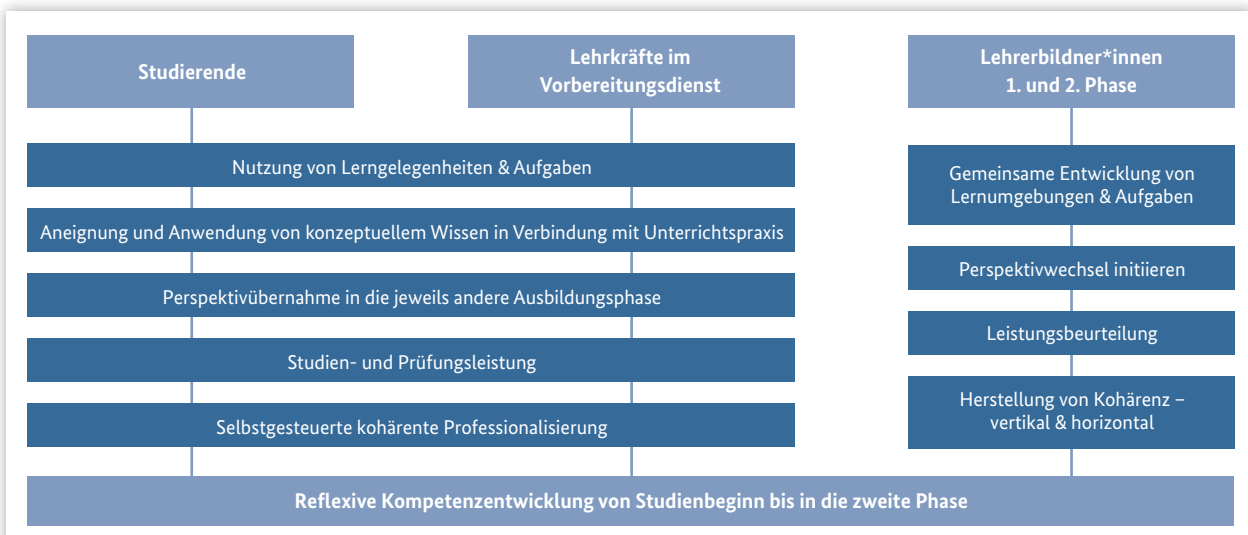 Studierende
Lehrkräfte im
Vorbereitungsdienst
Lehrerbildner*innen
1. und 2. Phase
Nutzung von Lerngelegenheiten & Aufgaben
Aneignung und Anwendung von konzeptuellem Wissen in Verbindung mit Unterrichtspraxis
Perspektivübernahme in die jeweils andere Ausbildungsphase
Studien- und Prüfungsleistung
Selbstgesteuerte kohärente Professionalisierung
Gemeinsame Entwicklung von
Lernumgebungen & Aufgaben
Perspektivwechsel initiieren
Leistungsbeurteilung
Herstellung von Kohärenz –
vertikal & horizontal
Reflexive Kompetenzentwicklung von Studienbeginn bis in die zweite Phase